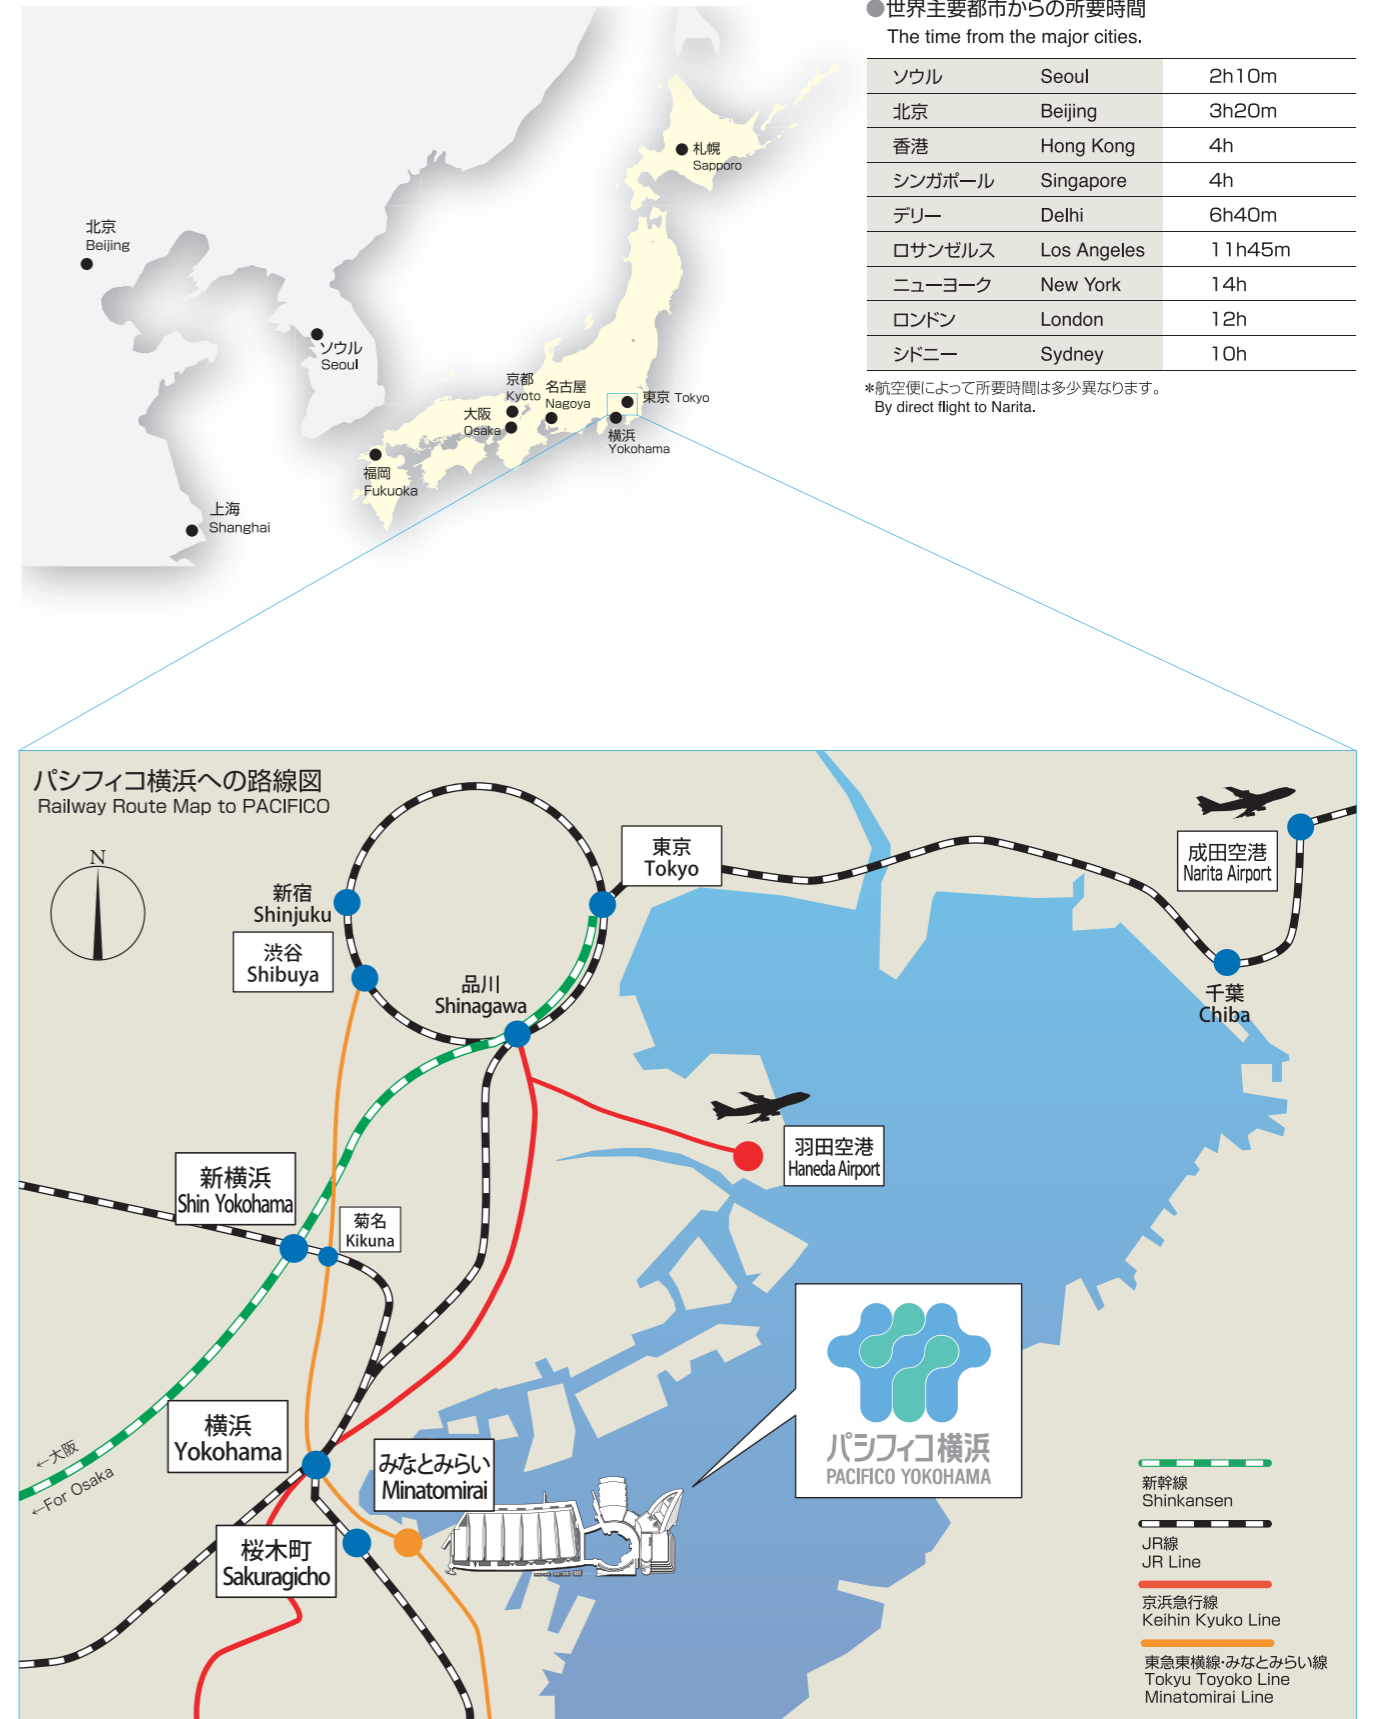 ●世界主要都市からの所要時間
The time from the major cities.
ソウル Seoul 2h10m
北京 Beijing 3h20m
香港 Hong Kong 4h
シンガポール Singapore 4h
デリー Delhi 6h40m
ロサンゼルス Los Angeles 11h45m
ニューヨーク New York 14h
ロンドン London 12h
シドニー Sydney 10h
*航空便によって所要時間は多少異なります。
By direct flight to Narita.
札幌
Sapporo
北京
Beijing
ソウル
Seoul
京都
Kyoto
名古屋
Nagoya
東京 Tokyo
大阪
Osaka
横浜
Yokohama
福岡
Fukuoka
上海
Shanghai
パシフィコ横浜への路線図
Railway Route Map to PACIFICO
N
東京
Tokyo
成田空港
Narita Airport
新宿
Shinjuku
渋谷
Shibuya
品川
Shinagawa
千葉
Chiba
羽田空港
Haneda Airport
新横浜
Shin Yokohama
菊名
Kikuna
横浜
Yokohama
みなとみらい
Minatomirai
パシフィコ横浜
PACIFICO YOKOHAMA
←大阪
←For Osaka
桜木町
Sakuragicho
新幹線
Shinkansen
JR線
JR Line
京浜急行線
Keihin Kyuko Line
東急東横線・みなとみらい線
Tokyu Toyoko Line
Minatomirai Line